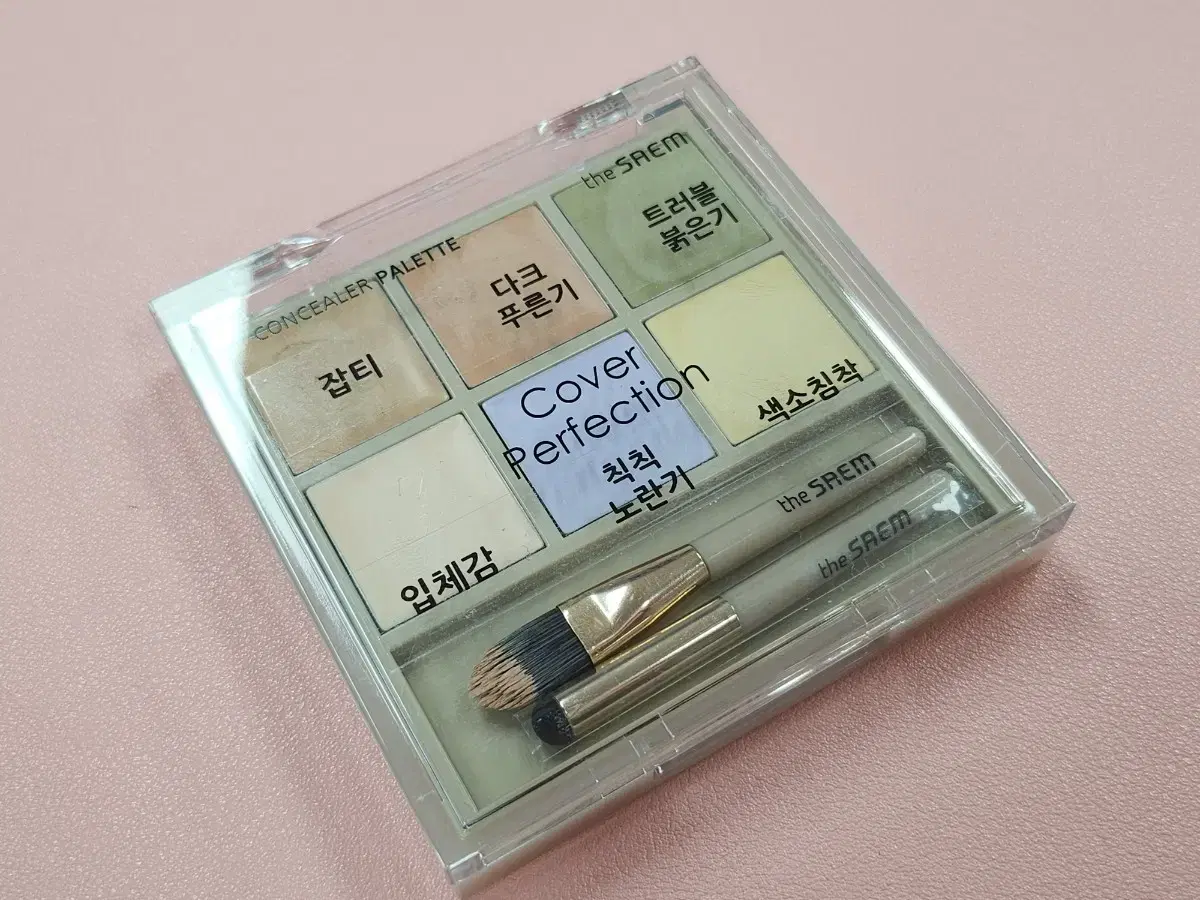 CONCEALER PALETTE
the SAEM
잡티
다크
푸른기
트러블
붉은기
Cover
Perfection
입체감
칙칙
노란기
색소침착
the SAEM
the SAEM